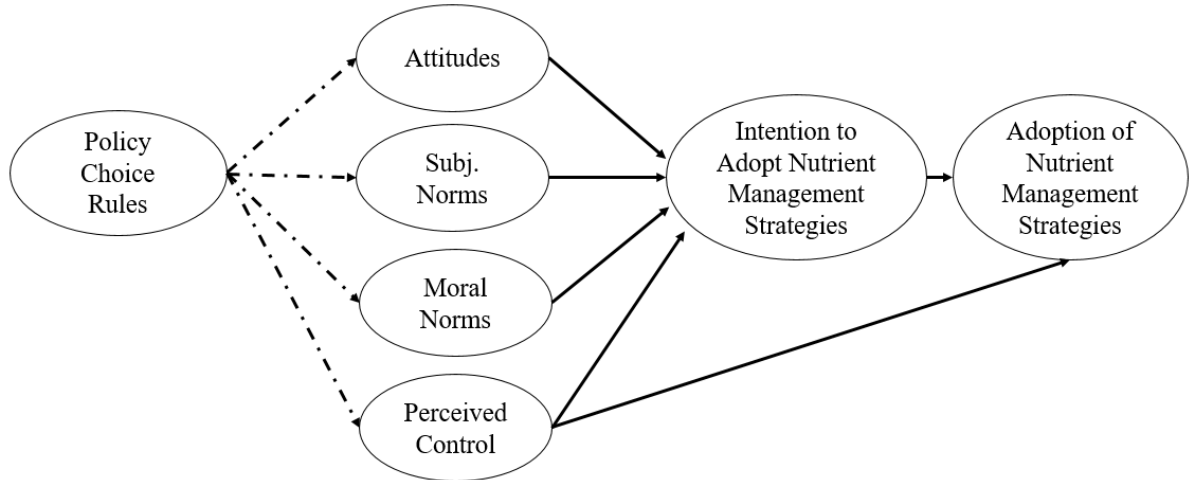 Policy
Choice
Rules
Attitudes
Subj.
Norms
Moral
Norms
Perceived
Control
Intention to
Adopt Nutrient
Management
Strategies
Adoption of
Nutrient
Management
Strategies